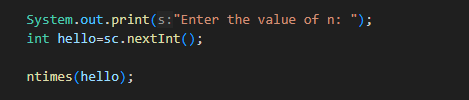 System.out.print(s:"Enter the value of n: ");
int hello=sc.nextInt();
ntimes(hello);